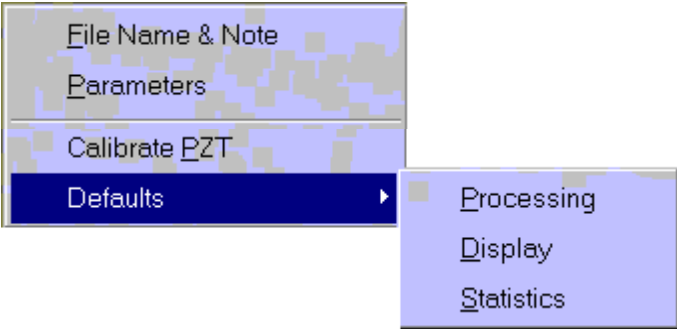 File Name & Note
Parameters
Calibrate PZT
Defaults
Processing
Display
Statistics